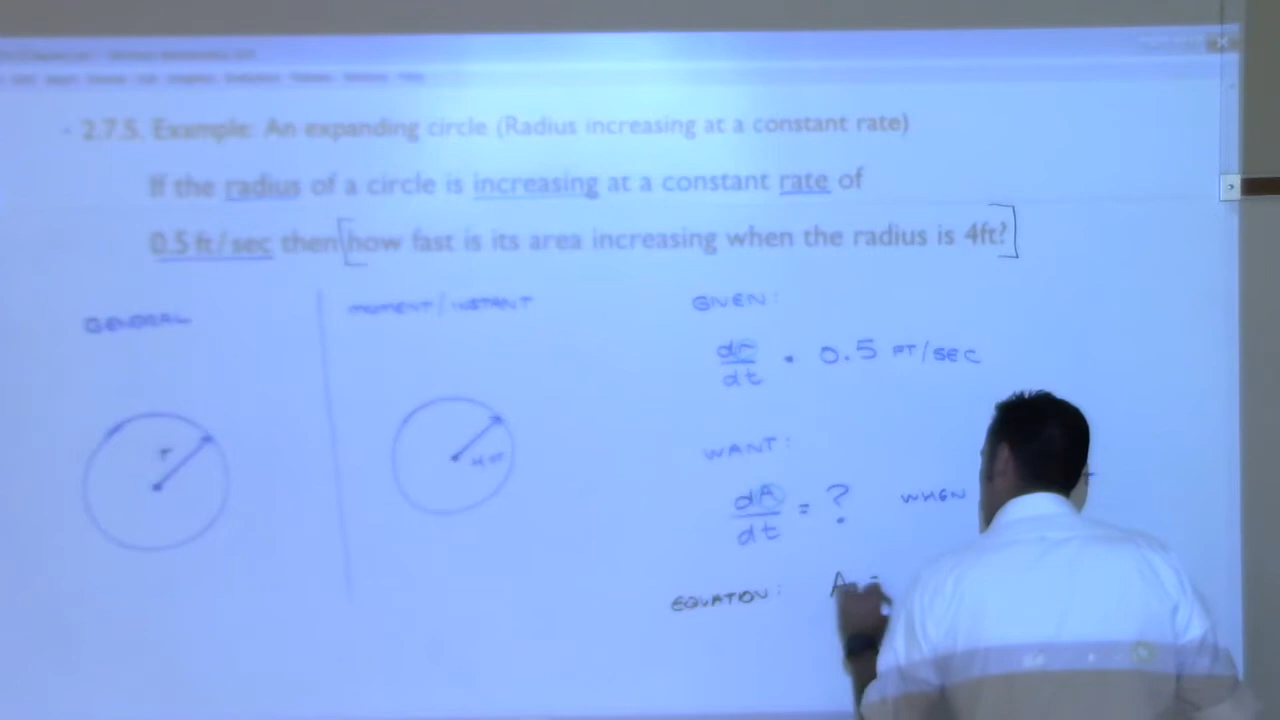 - 2.7.5. Example: An expanding circle (Radius increasing at a constant rate)
If the radius of a circle is increasing at a constant rate of
0.5 ft/sec then [how fast is its area increasing when the radius is 4ft?]
GENERAL
MOMENT/INSTANT
GIVEN:
dr/dt = 0.5 FT/SEC
r
4 FT
WANT:
dA/dt = ? WHEN
EQUATION: A =